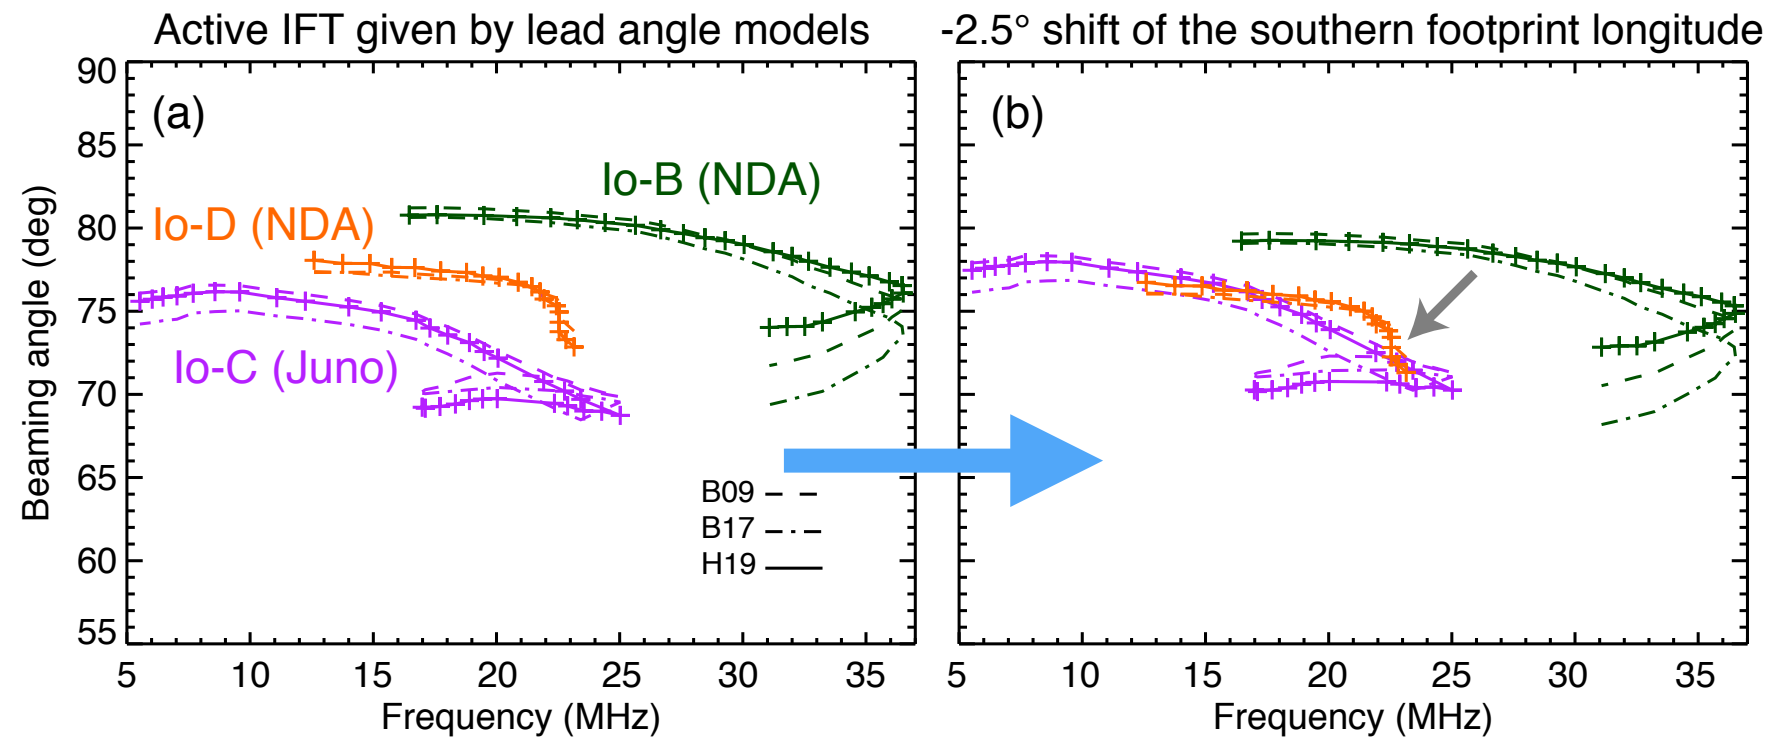 Active IFT given by lead angle models
-2.5° shift of the southern footprint longitude
(a)
(b)
Io-B (NDA)
Io-D (NDA)
Io-C (Juno)
B09
B17
H19
90
85
80
75
70
65
60
55
Beaming angle (deg)
5 10 15 20 25 30 35
5 10 15 20 25 30 35
Frequency (MHz)
Frequency (MHz)